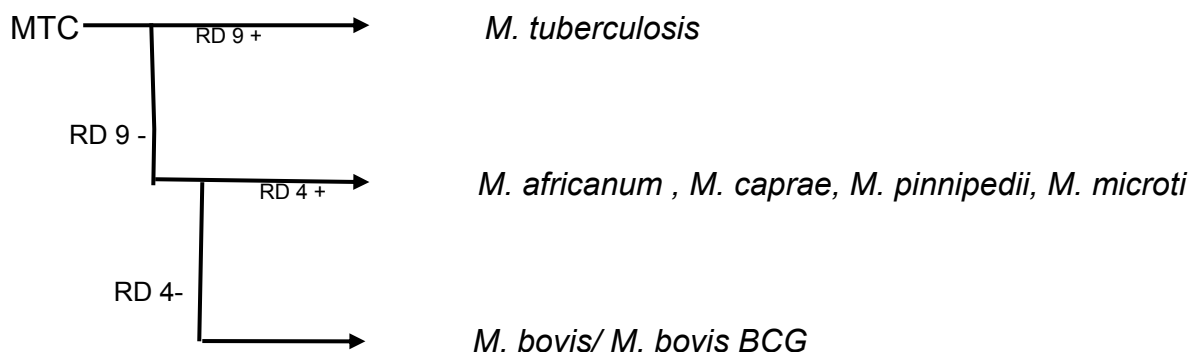 MTC
RD 9 +
M. tuberculosis
RD 9 -
RD 4 +
M. africanum , M. caprae, M. pinnipedii, M. microti
RD 4-
M. bovis/ M. bovis BCG